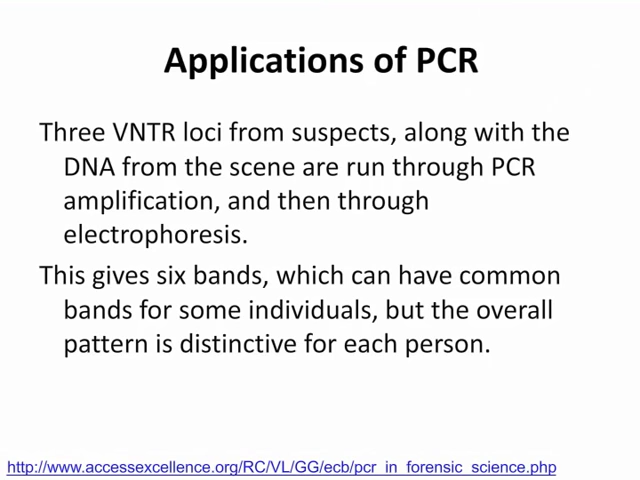 Applications of PCR
Three VNTR loci from suspects, along with the
DNA from the scene are run through PCR
amplification, and then through
electrophoresis.
This gives six bands, which can have common
bands for some individuals, but the overall
pattern is distinctive for each person.
http://www.accessexcellence.org/RC/VL/GG/ecb/pcr_in_forensic_science.php